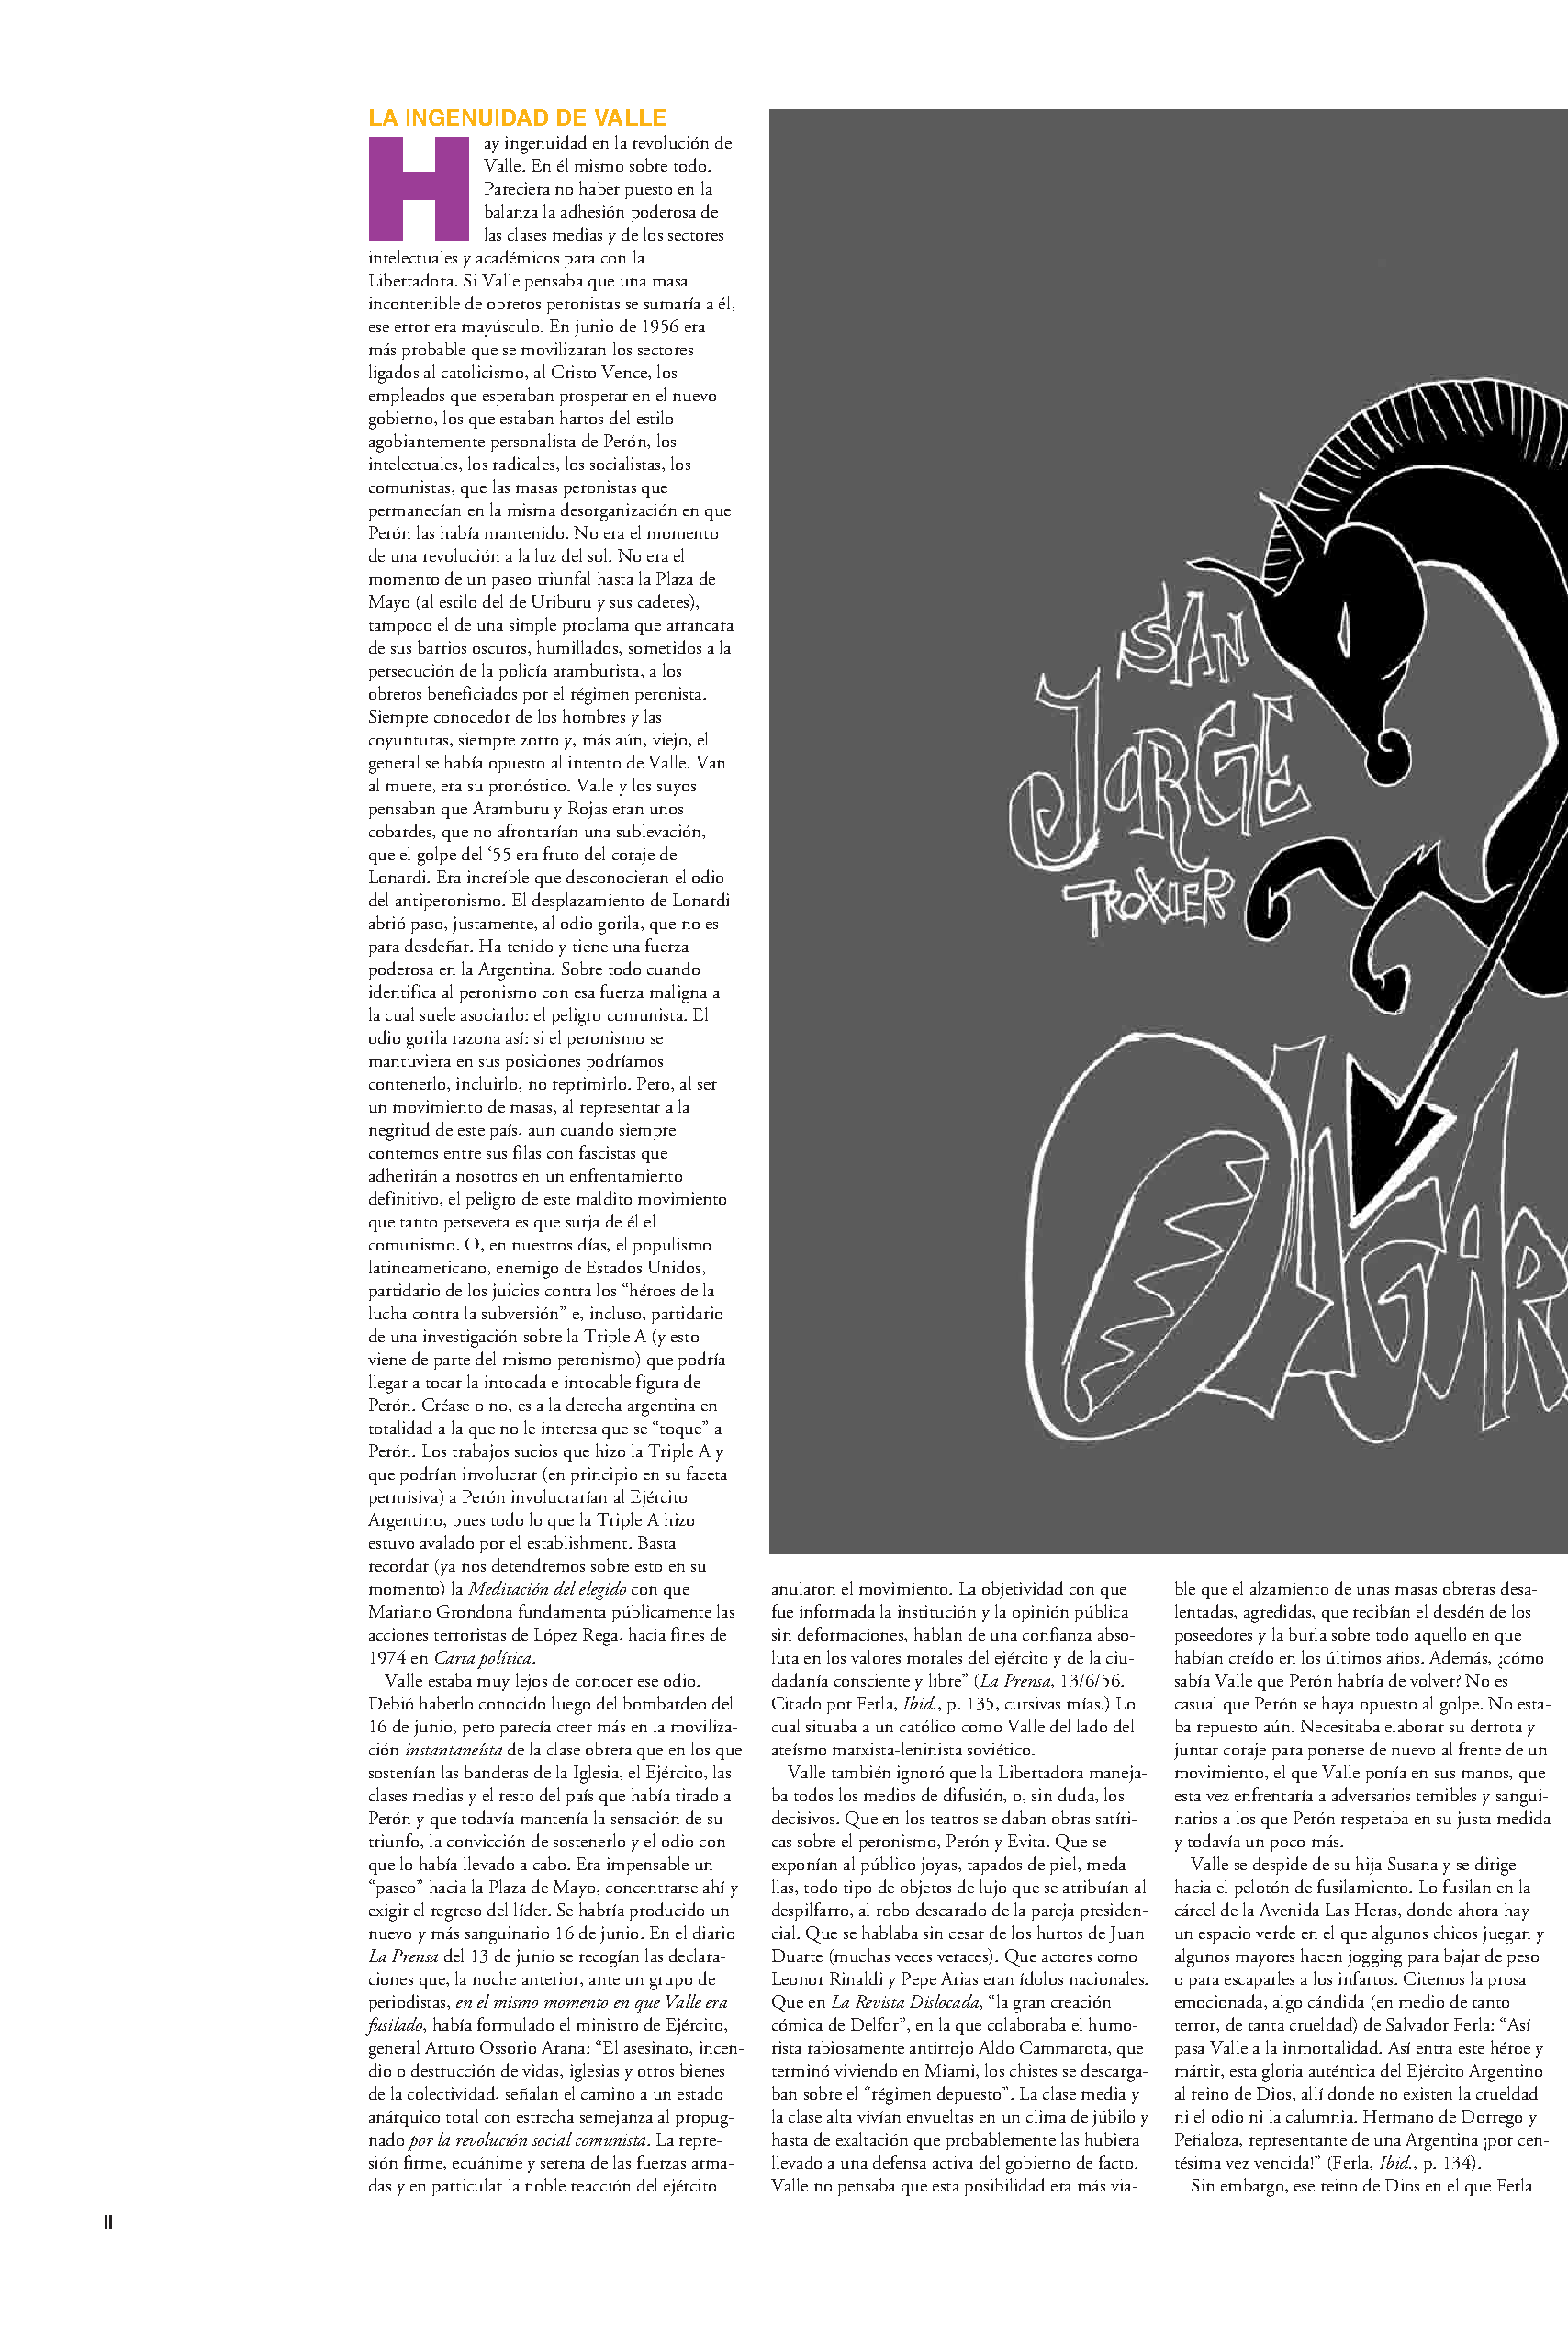 LA INGENUIDAD DE VALLE
Hay ingenuidad en la revolución de
Valle. En él mismo sobre todo.
Pareciera no haber puesto en la
balanza la adhesión poderosa de
las clases medias y de los sectores
intelectuales y académicos para con la
Libertadora. Si Valle pensaba que una masa
incontenible de obreros peronistas se sumaría a él,
ese error era mayúsculo. En junio de 1956 era
más probable que se movilizaran los sectores
ligados al catolicismo, al Cristo Vence, los
empleados que esperaban prosperar en el nuevo
gobierno, los que estaban hartos del estilo
agobiantemente personalista de Perón, los
intelectuales, los radicales, los socialistas, los
comunistas, que las masas peronistas que
permanecían en la misma desorganización en que
Perón las había mantenido. No era el momento
de una revolución a la luz del sol. No era el
momento de un paseo triunfal hasta la Plaza de
Mayo (al estilo del de Uriburu y sus cadetes),
tampoco el de una simple proclama que arrancara
de sus barrios oscuros, humillados, sometidos a la
persecución de la policía aramburista, a los
obreros beneficiados por el régimen peronista.
Siempre conocedor de los hombres y las
coyunturas, siempre zorro y, más aún, viejo, el
general se había opuesto al intento de Valle. Van
al muere, era su pronóstico. Valle y los suyos
pensaban que Aramburu y Rojas eran unos
cobardes, que no afrontarían una sublevación,
que el golpe del ‘55 era fruto del coraje de
Lonardi. Era increíble que desconocieran el odio
del antiperonismo. El desplazamiento de Lonardi
abrió paso, justamente, al odio gorila, que no es
para desdeñar. Ha tenido y tiene una fuerza
poderosa en la Argentina. Sobre todo cuando
identifica al peronismo con esa fuerza maligna a
la cual suele asociarlo: el peligro comunista. El
odio gorila razona así: si el peronismo se
mantuviera en sus posiciones podríamos
contenerlo, incluirlo, no reprimirlo. Pero, al ser
un movimiento de masas, al representar a la
negritud de este país, aun cuando siempre
contemos entre sus filas con fascistas que
adherirán a nosotros en un enfrentamiento
definitivo, el peligro de este maldito movimiento
que tanto persevera es que surja de él el
comunismo. O, en nuestros días, el populismo
latinoamericano, enemigo de Estados Unidos,
partidario de los juicios contra los “héroes de la
lucha contra la subversión” e, incluso, partidario
de una investigación sobre la Triple A (y esto
viene de parte del mismo peronismo) que podría
llegar a tocar la intocada e intocable figura de
Perón. Créase o no, es a la derecha argentina en
totalidad a la que no le interesa que se “toque” a
Perón. Los trabajos sucios que hizo la Triple A y
que podrían involucrar (en principio en su faceta
permisiva) a Perón involucrarían al Ejército
Argentino, pues todo lo que la Triple A hizo
estuvo avalado por el establishment. Basta
recordar (ya nos detendremos sobre esto en su
momento) la Meditación del elegido con que
Mariano Grondona fundamenta públicamente las
acciones terroristas de López Rega, hacia fines de
1974 en Carta política.
Valle estaba muy lejos de conocer ese odio.
Debió haberlo conocido luego del bombardeo del
16 de junio, pero parecía creer más en la moviliza-
ción instantaneísta de la clase obrera que en los que
sostenían las banderas de la Iglesia, el Ejército, las
clases medias y el resto del país que había tirado a
Perón y que todavía mantenía la sensación de su
triunfo, la convicción de sostenerlo y el odio con
que lo había llevado a cabo. Era impensable un
“paseo” hacia la Plaza de Mayo, concentrarse ahí y
exigir el regreso del líder. Se habría producido un
nuevo y más sanguinario 16 de junio. En el diario
La Prensa del 13 de junio se recogían las declara-
ciones que, la noche anterior, ante un grupo de
periodistas, en el mismo momento en que Valle era
fusilado, había formulado el ministro de Ejército,
general Arturo Ossorio Arana: “El asesinato, incen-
dio o destrucción de vidas, iglesias y otros bienes
de la colectividad, señalan el camino a un estado
anárquico total con estrecha semejanza al propug-
nado por la revolución social comunista. La repre-
sión firme, ecuánime y serena de las fuerzas arma-
das y en particular la noble reacción del ejército
SAN
JORGE
TROXLER
OLIGAR
anularon el movimiento. La objetividad con que
fue informada la institución y la opinión pública
sin deformaciones, hablan de una confianza abso-
luta en los valores morales del ejército y de la ciu-
dadanía consciente y libre” (La Prensa, 13/6/56.
Citado por Ferla, Ibid., p. 135, cursivas mías.) Lo
cual situaba a un católico como Valle del lado del
ateísmo marxista-leninista soviético.
Valle también ignoró que la Libertadora maneja-
ba todos los medios de difusión, o, sin duda, los
decisivos. Que en los teatros se daban obras satíri-
cas sobre el peronismo, Perón y Evita. Que se
exponían al público joyas, tapados de piel, meda-
llas, todo tipo de objetos de lujo que se atribuían al
despilfarro, al robo descarado de la pareja presiden-
cial. Que se hablaba sin cesar de los hurtos de Juan
Duarte (muchas veces veraces). Que actores como
Leonor Rinaldi y Pepe Arias eran ídolos nacionales.
Que en La Revista Dislocada, “la gran creación
cómica de Delfor”, en la que colaboraba el humo-
rista rabiosamente antirrojo Aldo Cammarota, que
terminó viviendo en Miami, los chistes se descarga-
ban sobre el “régimen depuesto”. La clase media y
la clase alta vivían envueltas en un clima de júbilo y
hasta de exaltación que probablemente las hubiera
llevado a una defensa activa del gobierno de facto.
Valle no pensaba que esta posibilidad era más via-
ble que el alzamiento de unas masas obreras desa-
lentadas, agredidas, que recibían el desdén de los
poseedores y la burla sobre todo aquello en que
habían creído en los últimos años. Además, ¿cómo
sabía Valle que Perón habría de volver? No es
casual que Perón se haya opuesto al golpe. No esta-
ba repuesto aún. Necesitaba elaborar su derrota y
juntar coraje para ponerse de nuevo al frente de un
movimiento, el que Valle ponía en sus manos, que
esta vez enfrentaría a adversarios temibles y sangui-
narios a los que Perón respetaba en su justa medida
y todavía un poco más.
Valle se despide de su hija Susana y se dirige
hacia el pelotón de fusilamiento. Lo fusilan en la
cárcel de la Avenida Las Heras, donde ahora hay
un espacio verde en el que algunos chicos juegan y
algunos mayores hacen jogging para bajar de peso
o para escaparles a los infartos. Citemos la prosa
emocionada, algo cándida (en medio de tanto
terror, de tanta crueldad) de Salvador Ferla: “Así
pasa Valle a la inmortalidad. Así entra este héroe y
mártir, esta gloria auténtica del Ejército Argentino
al reino de Dios, allí donde no existen la crueldad
ni el odio ni la calumnia. Hermano de Dorrego y
Peñaloza, representante de una Argentina ¡por cen-
tésima vez vencida!” (Ferla, Ibid., p. 134).
Sin embargo, ese reino de Dios en el que Ferla
II